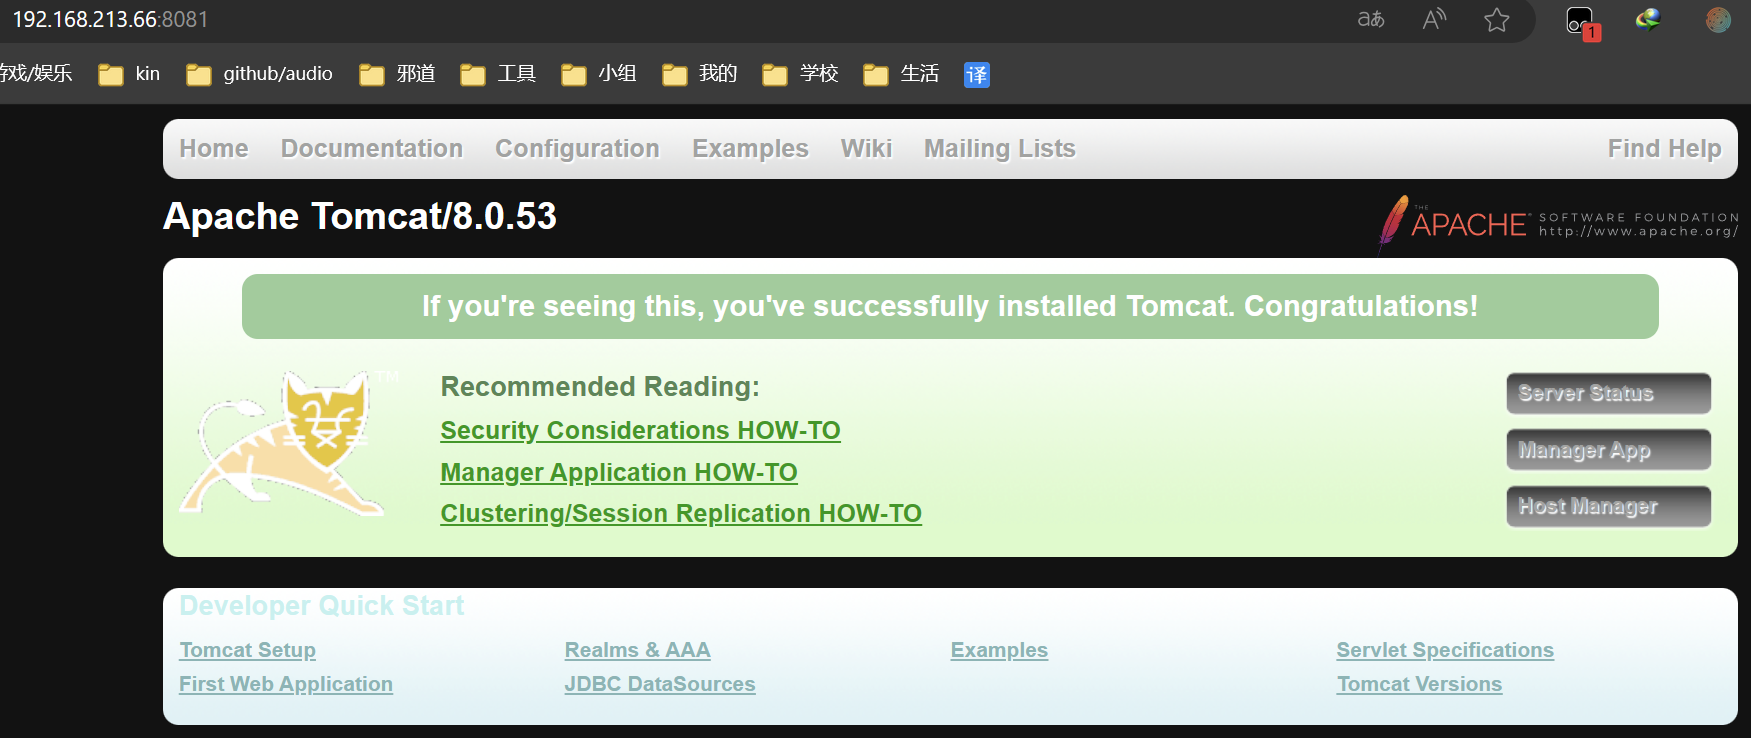 192.168.213.66:8081
aあ A
1
游戏/娱乐 kin github/audio 邪道 工具 小组 我的 学校 生活 译
Home Documentation Configuration Examples Wiki Mailing Lists Find Help
Apache Tomcat/8.0.53
THE APACHE SOFTWARE FOUNDATION
http://www.apache.org/
If you're seeing this, you've successfully installed Tomcat. Congratulations!
TM
Recommended Reading:
Security Considerations HOW-TO
Manager Application HOW-TO
Clustering/Session Replication HOW-TO
Server Status
Manager App
Host Manager
Developer Quick Start
Tomcat Setup Realms & AAA Examples Servlet Specifications
First Web Application JDBC DataSources Tomcat Versions